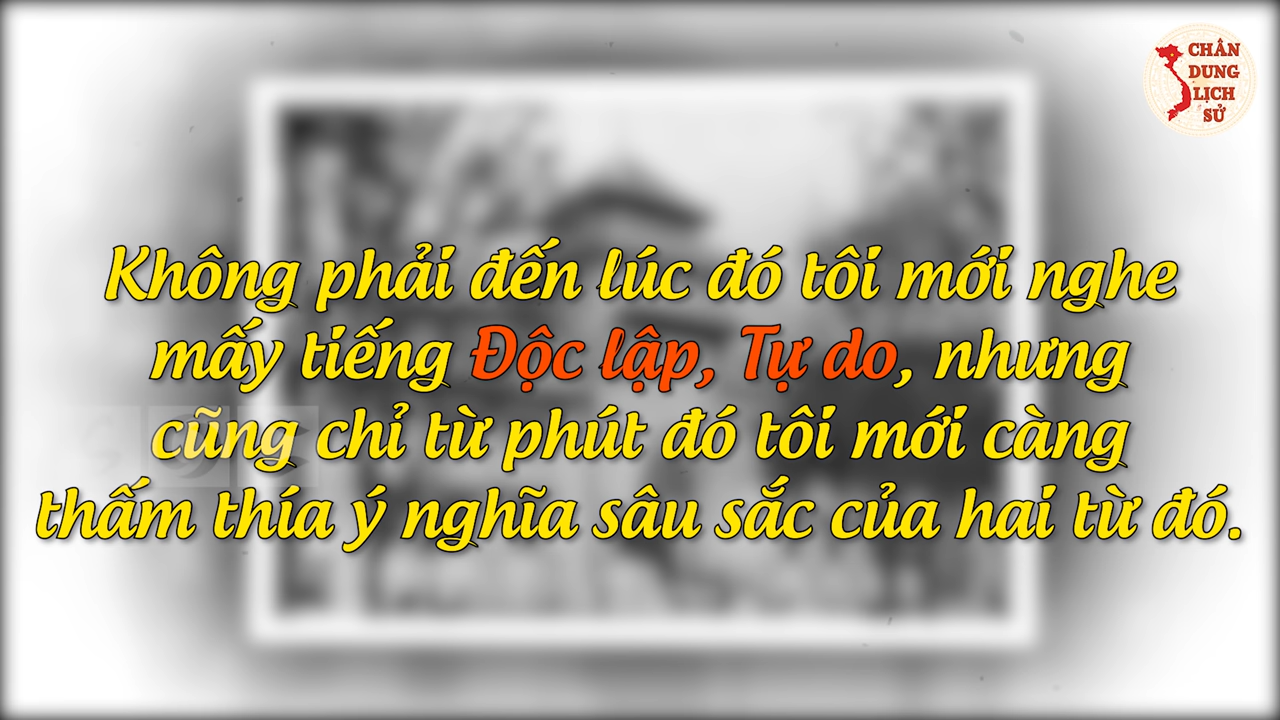 CHÂN
DUNG
LỊCH
SỬ
Không phải đến lúc đó tôi mới nghe
mấy tiếng Độc lập, Tự do, nhưng
cũng chỉ từ phút đó tôi mới càng
thấm thía ý nghĩa sâu sắc của hai từ đó.